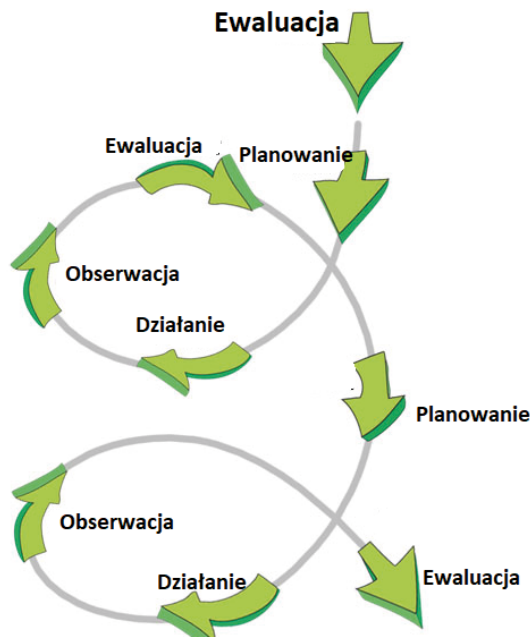 Ewaluacja
Ewaluacja
Planowanie
Obserwacja
Działanie
Planowanie
Obserwacja
Działanie
Ewaluacja